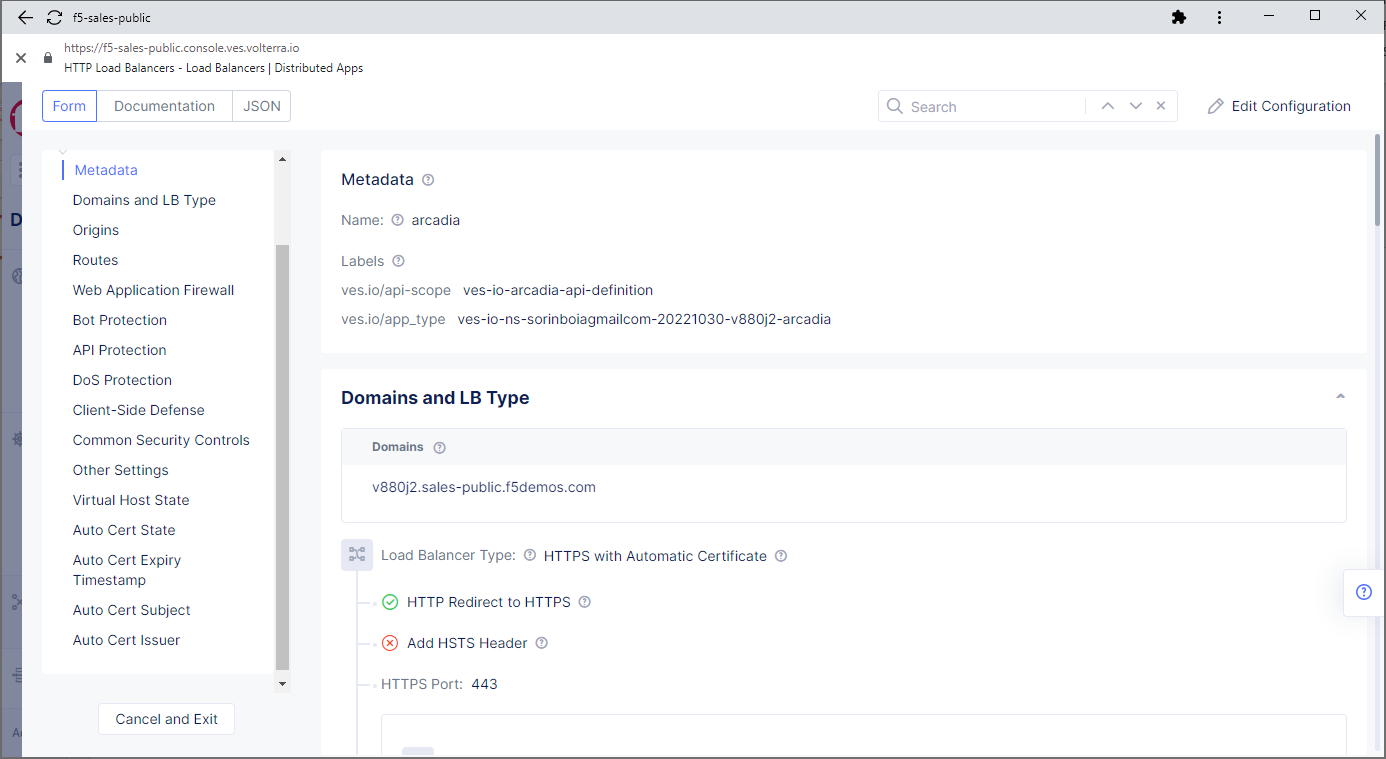 f5-sales-public
https://f5-sales-public.console.ves.volterra.io
HTTP Load Balancers - Load Balancers | Distributed Apps
Form
Documentation
JSON
Search
Edit Configuration
Metadata
Domains and LB Type
Origins
Routes
Web Application Firewall
Bot Protection
API Protection
DoS Protection
Client-Side Defense
Common Security Controls
Other Settings
Virtual Host State
Auto Cert State
Auto Cert Expiry
Timestamp
Auto Cert Subject
Auto Cert Issuer
Cancel and Exit
Metadata
Name: arcadia
Labels
ves.io/api-scope ves-io-arcadia-api-definition
ves.io/app_type ves-io-ns-sorinboiagmailcom-20221030-v880j2-arcadia
Domains and LB Type
Domains
v880j2.sales-public.f5demos.com
Load Balancer Type: HTTPS with Automatic Certificate
HTTP Redirect to HTTPS
Add HSTS Header
HTTPS Port: 443